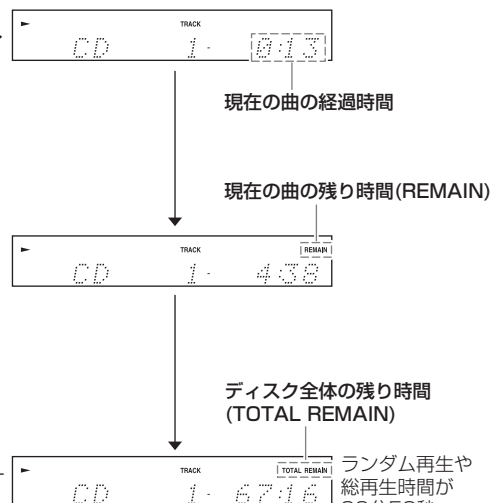 TRACK
CD 1- 0:13
現在の曲の経過時間
現在の曲の残り時間(REMAIN)
TRACK REMAIN
CD 1- 4:38
ディスク全体の残り時間
(TOTAL REMAIN)
TRACK TOTAL REMAIN
CD 1- 67:16
ランダム再生や
総再生時間が